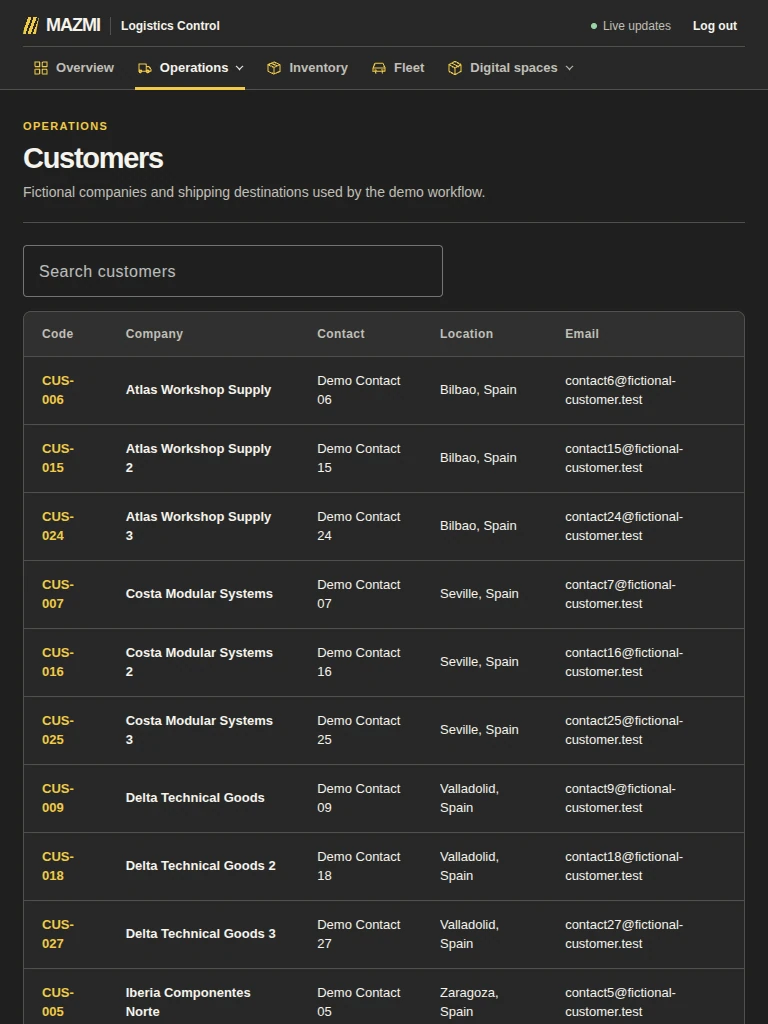 MAZMI Logistics Control Live updates Log out
Overview Operations Inventory Fleet Digital spaces
OPERATIONS
Customers
Fictional companies and shipping destinations used by the demo workflow.
Search customers
Code Company Contact Location Email
CUS-006 Atlas Workshop Supply Demo Contact 06 Bilbao, Spain contact6@fictional-customer.test
CUS-015 Atlas Workshop Supply 2 Demo Contact 15 Bilbao, Spain contact15@fictional-customer.test
CUS-024 Atlas Workshop Supply 3 Demo Contact 24 Bilbao, Spain contact24@fictional-customer.test
CUS-007 Costa Modular Systems Demo Contact 07 Seville, Spain contact7@fictional-customer.test
CUS-016 Costa Modular Systems 2 Demo Contact 16 Seville, Spain contact16@fictional-customer.test
CUS-025 Costa Modular Systems 3 Demo Contact 25 Seville, Spain contact25@fictional-customer.test
CUS-009 Delta Technical Goods Demo Contact 09 Valladolid, Spain contact9@fictional-customer.test
CUS-018 Delta Technical Goods 2 Demo Contact 18 Valladolid, Spain contact18@fictional-customer.test
CUS-027 Delta Technical Goods 3 Demo Contact 27 Valladolid, Spain contact27@fictional-customer.test
CUS-005 Iberia Componentes Norte Demo Contact 05 Zaragoza, Spain contact5@fictional-customer.test